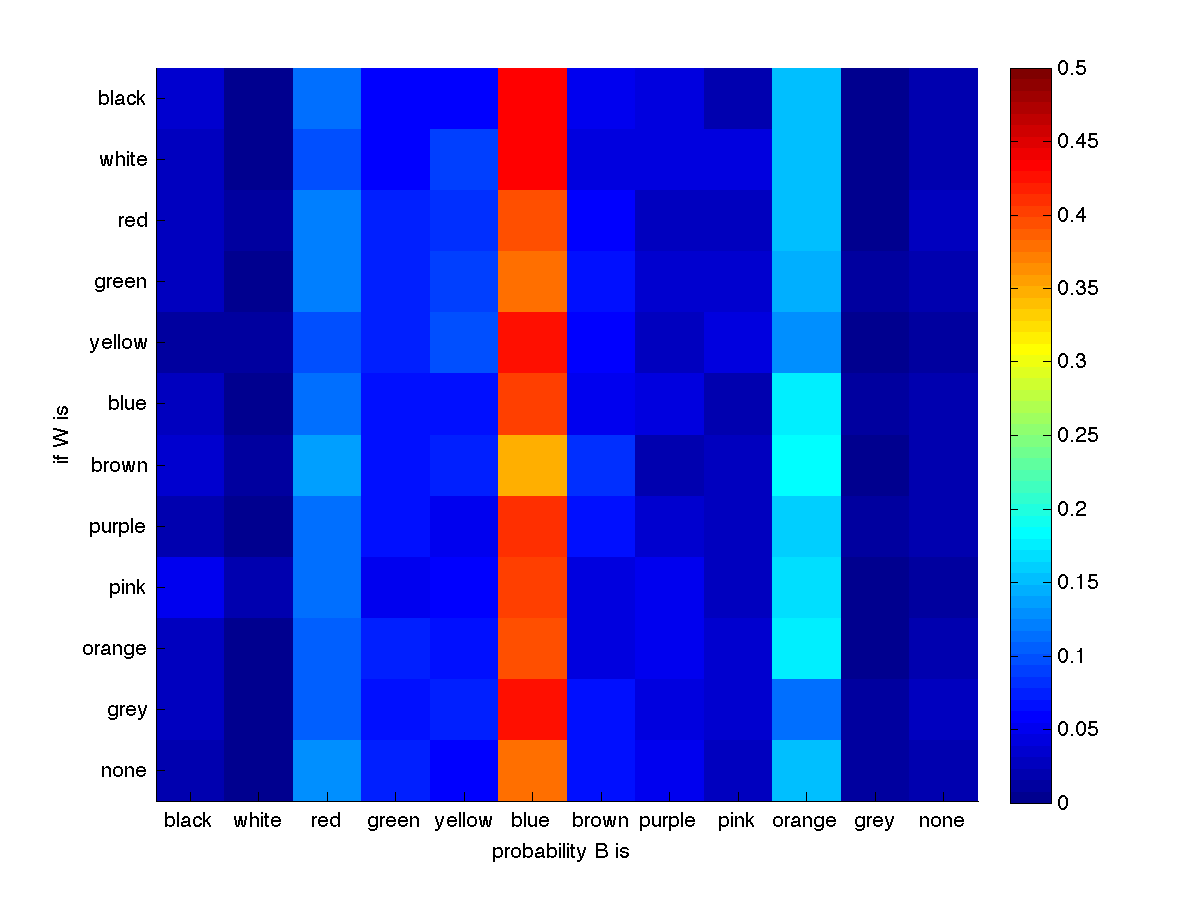 black
white
red
green
yellow
blue
brown
purple
pink
orange
grey
none
if W is
black white red green yellow blue brown purple pink orange grey none
probability B is
0.5
0.45
0.4
0.35
0.3
0.25
0.2
0.15
0.1
0.05
0